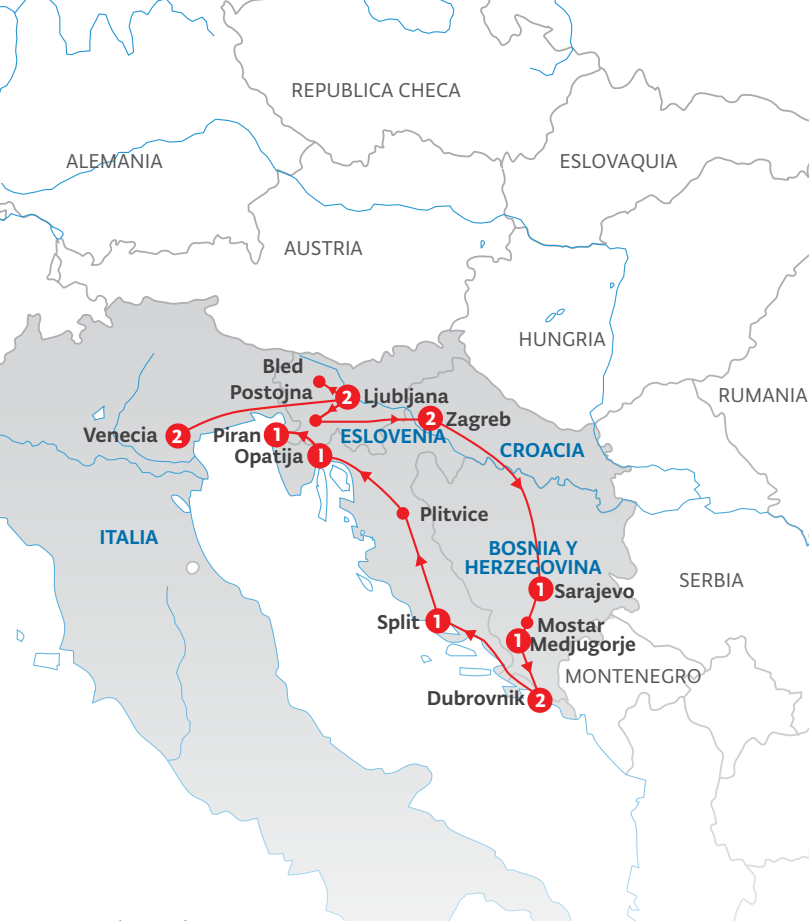 REPUBLICA CHECA
ALEMANIA
ESLOVAQUIA
AUSTRIA
HUNGRIA
RUMANIA
Bled
Postojna
2
Ljubljana
Venecia
2
Piran
1
2
Zagreb
ESLOVENIA
Opatija
1
CROACIA
Plitvice
ITALIA
BOSNIA Y
HERZEGOVINA
SERBIA
1
Sarajevo
Split
1
Mostar
1
Medjugorje
MONTENEGRO
Dubrovnik
2